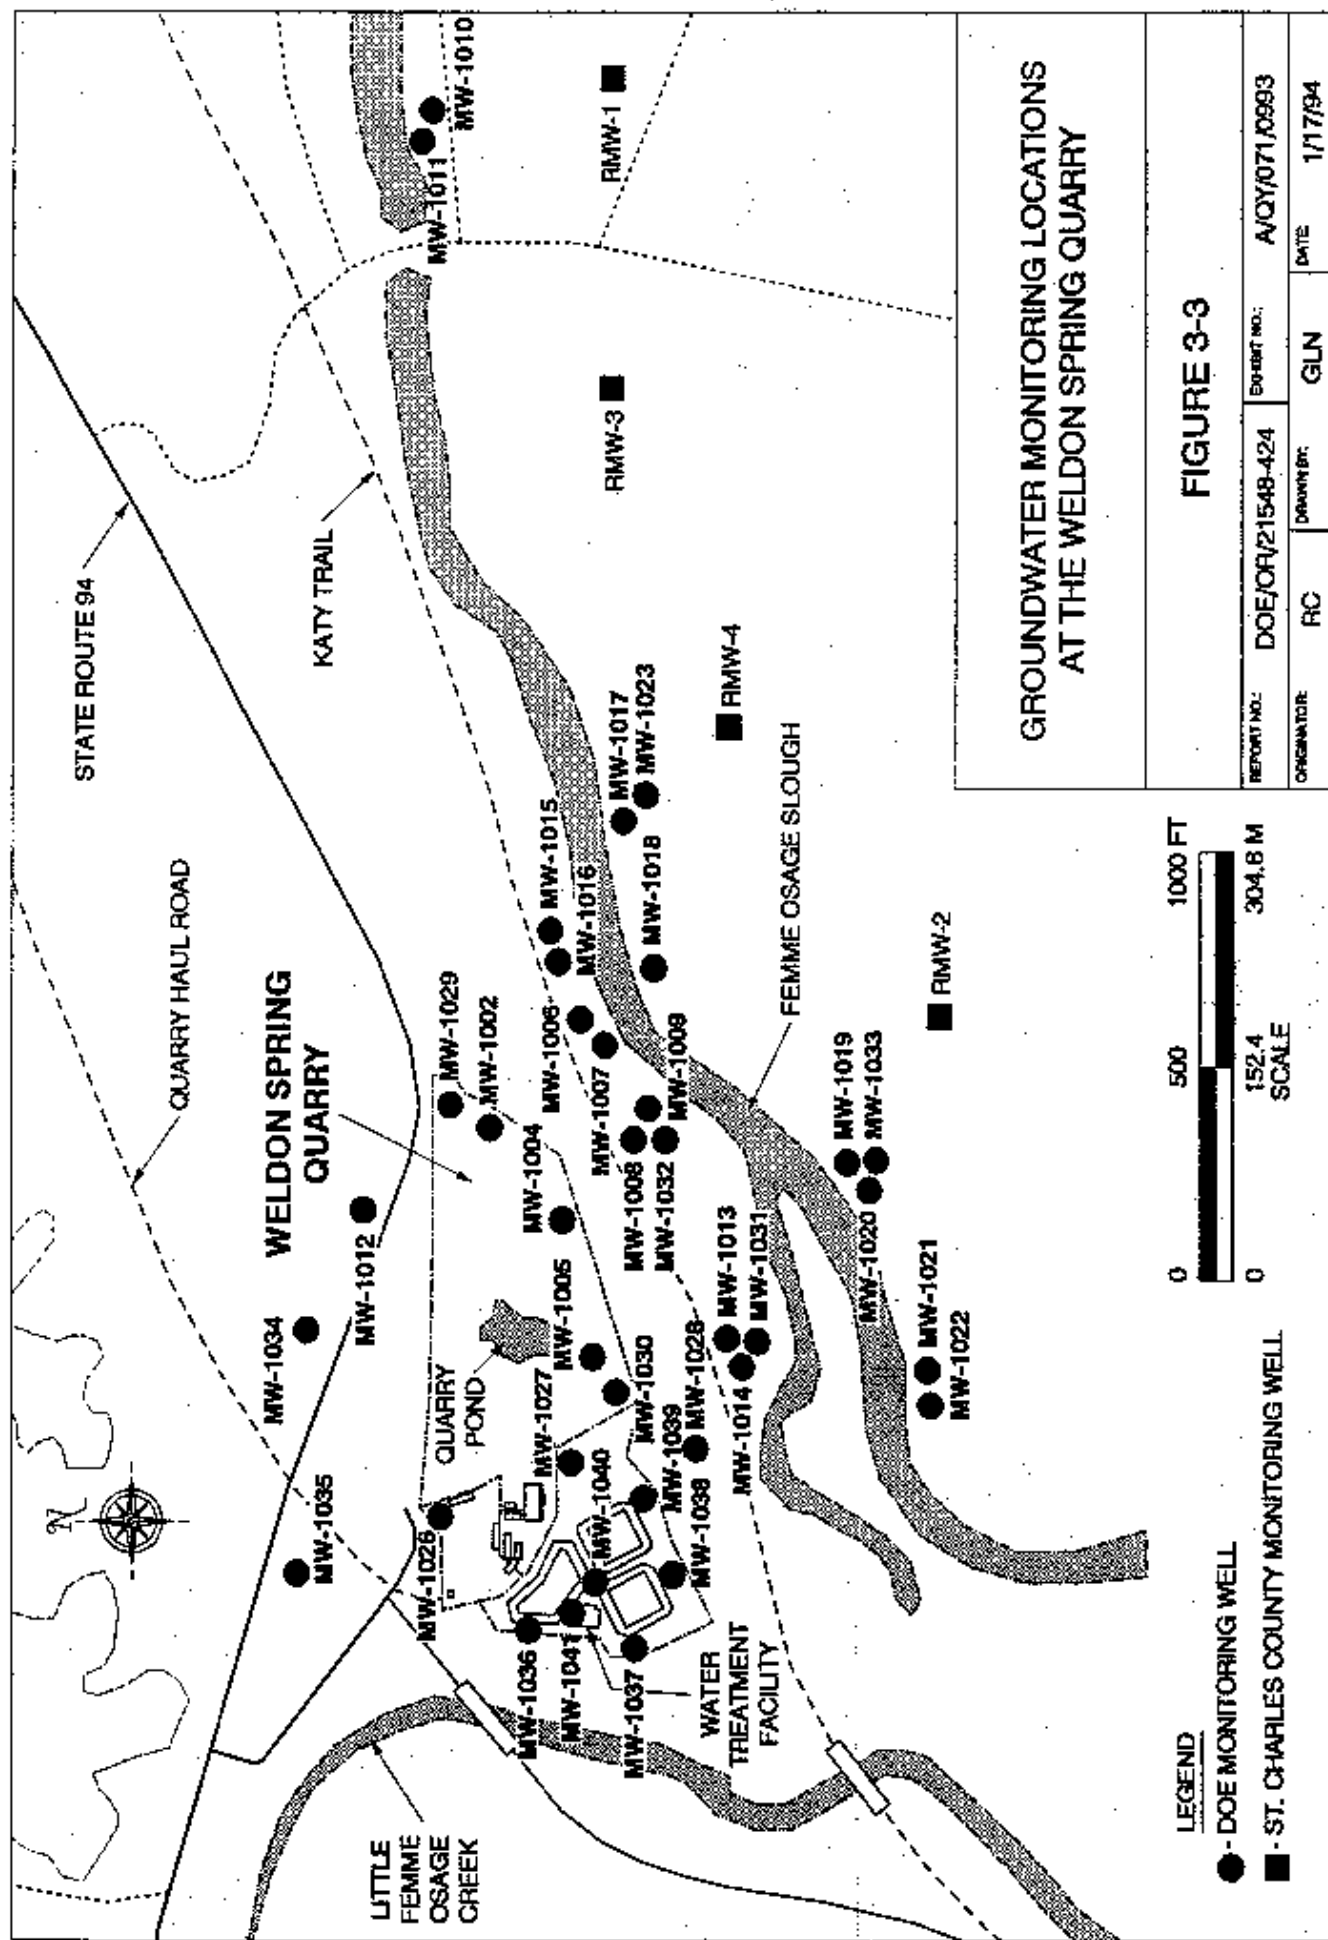 N
STATE ROUTE 94
QUARRY HAUL ROAD
KATY TRAIL
WELDON SPRING
QUARRY
MW-1034
MW-1035
MW-1012
MW-1029
MW-1002
MW-1004
MW-1005
MW-1006
MW-1007
MW-1008
MW-1009
MW-1032
MW-1015
MW-1016
MW-1017
MW-1023
MW-1018
MW-1010
MW-1011
RMW-1
RMW-3
RMW-4
RMW-2
QUARRY
POND
MW-1026
MW-1027
MW-1030
MW-1040
MW-1039
MW-1028
MW-1038
MW-1036
MW-1041
MW-1037
MW-1013
MW-1031
MW-1014
MW-1019
MW-1033
MW-1020
MW-1021
MW-1022
WATER
TREATMENT
FACILITY
LITTLE
FEMME
OSAGE
CREEK
FEMME OSAGE SLOUGH
LEGEND
- DOE MONITORING WELL
- ST. CHARLES COUNTY MONITORING WELL
0 500 1000 FT
0 152.4 304.8 M
SCALE
GROUNDWATER MONITORING LOCATIONS
AT THE WELDON SPRING QUARRY
FIGURE 3-3
REPORT NO.: DOE/OR/21548-424 EXHIBIT NO.: A/QY/071/0993
ORIGINATOR: RC DRAWN BY: GLN DATE 1/17/94